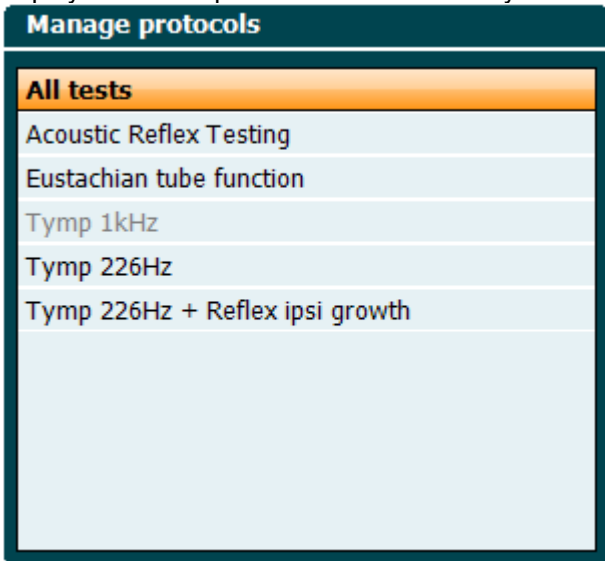 Manage protocols
All tests
Acoustic Reflex Testing
Eustachian tube function
Tymp 1kHz
Tymp 226Hz
Tymp 226Hz + Reflex ipsi growth